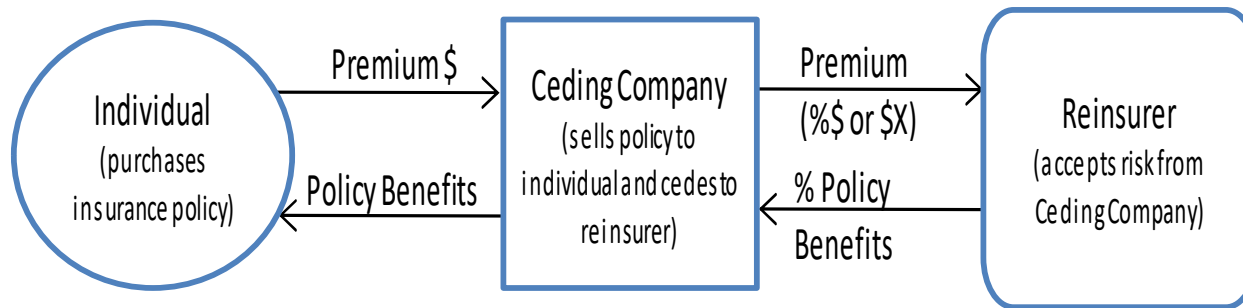 Individual
(purchases
insurance policy)
Premium $
Policy Benefits
Ceding Company
(sells policy to
individual and cedes to
reinsurer)
Premium
(%$ or $X)
% Policy
Benefits
Reinsurer
(accepts risk from
Ceding Company)